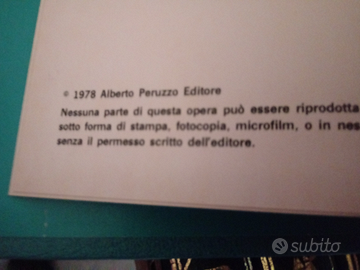 © 1978 Alberto Peruzzo Editore
Nessuna parte di questa opera può essere riprodotta
sotto forma di stampa, fotocopia, microfilm, o in nes
senza il permesso scritto dell'editore.
subito